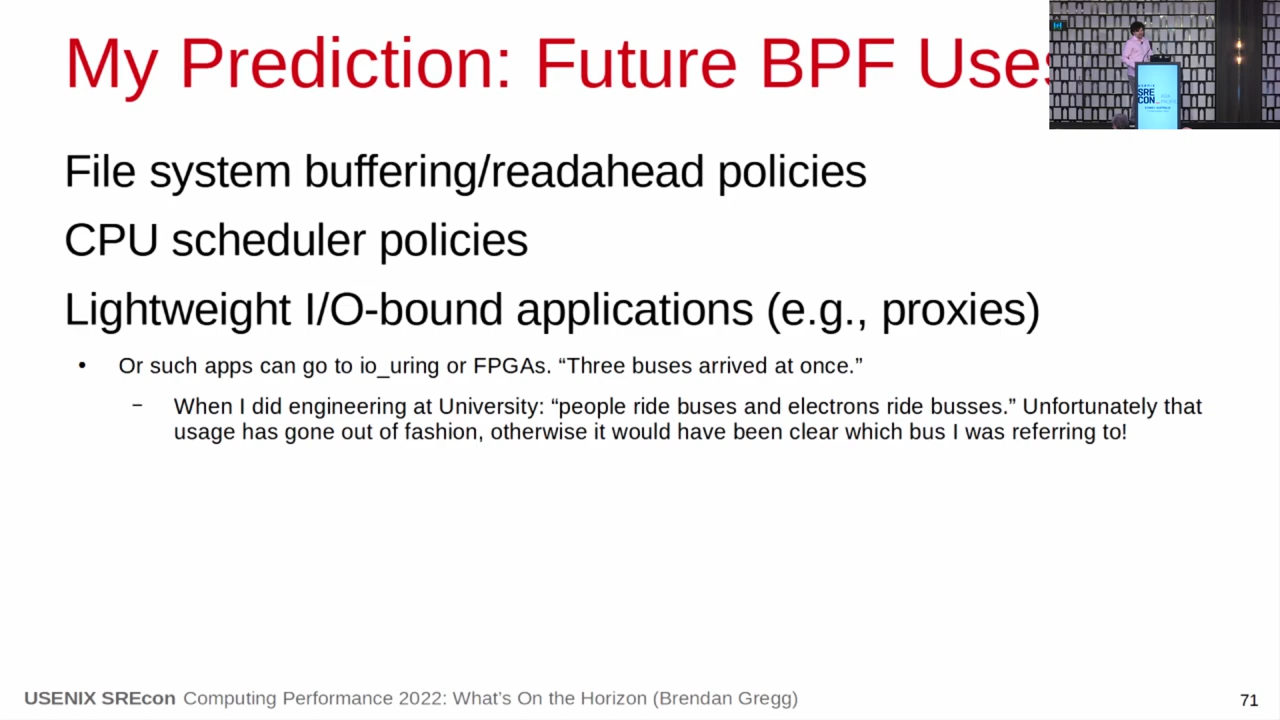 My Prediction: Future BPF Uses
File system buffering/readahead policies
CPU scheduler policies
Lightweight I/O-bound applications (e.g., proxies)
• Or such apps can go to io_uring or FPGAs. “Three buses arrived at once.”
– When I did engineering at University: “people ride buses and electrons ride busses.” Unfortunately that
usage has gone out of fashion, otherwise it would have been clear which bus I was referring to!
SRE
CON
USENIX SREcon Computing Performance 2022: What’s On the Horizon (Brendan Gregg)
71